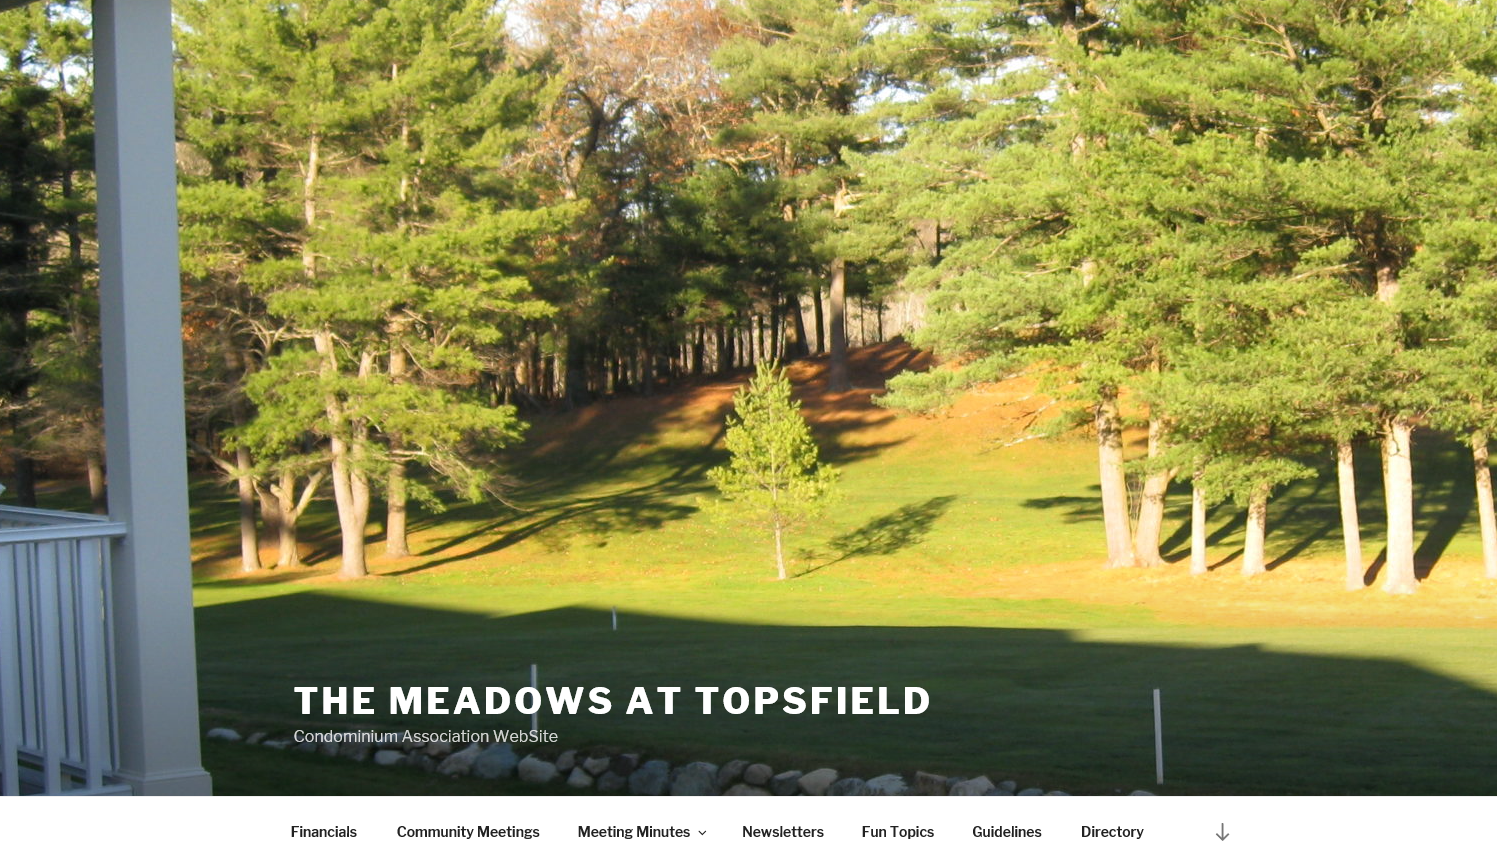 THE MEADOWS AT TOPSFIELD
Condominium Association WebSite
Financials Community Meetings Meeting Minutes Newsletters Fun Topics Guidelines Directory